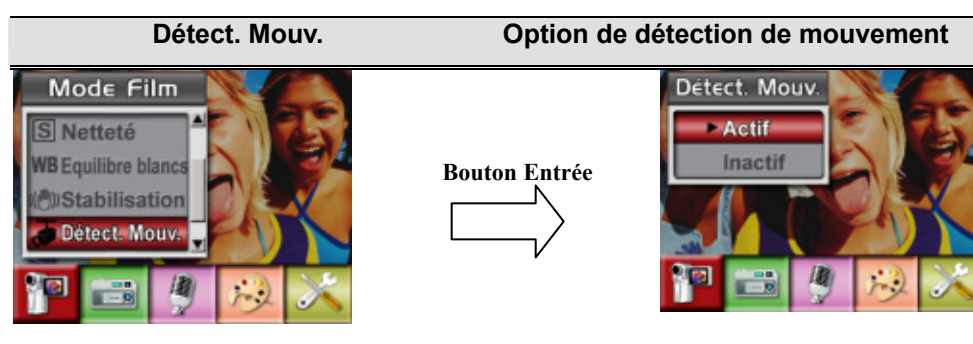 Détect. Mouv. Option de détection de mouvement
Mode Film
S Netteté
WB Equilibre blancs
Stabilisation
Détect. Mouv.
Bouton Entrée
Détect. Mouv.
Actif
Inactif